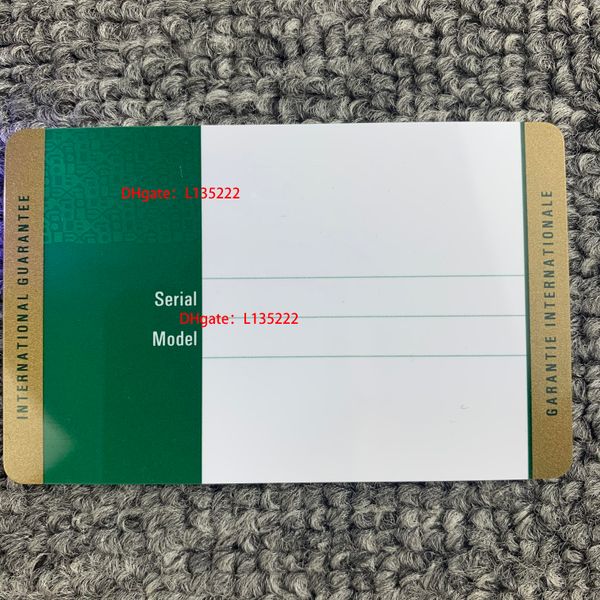 INTERNATIONAL GUARANTEE
DHgate: L135222
Serial
DHgate: L135222
Model
GARANTIE INTERNATIONALE